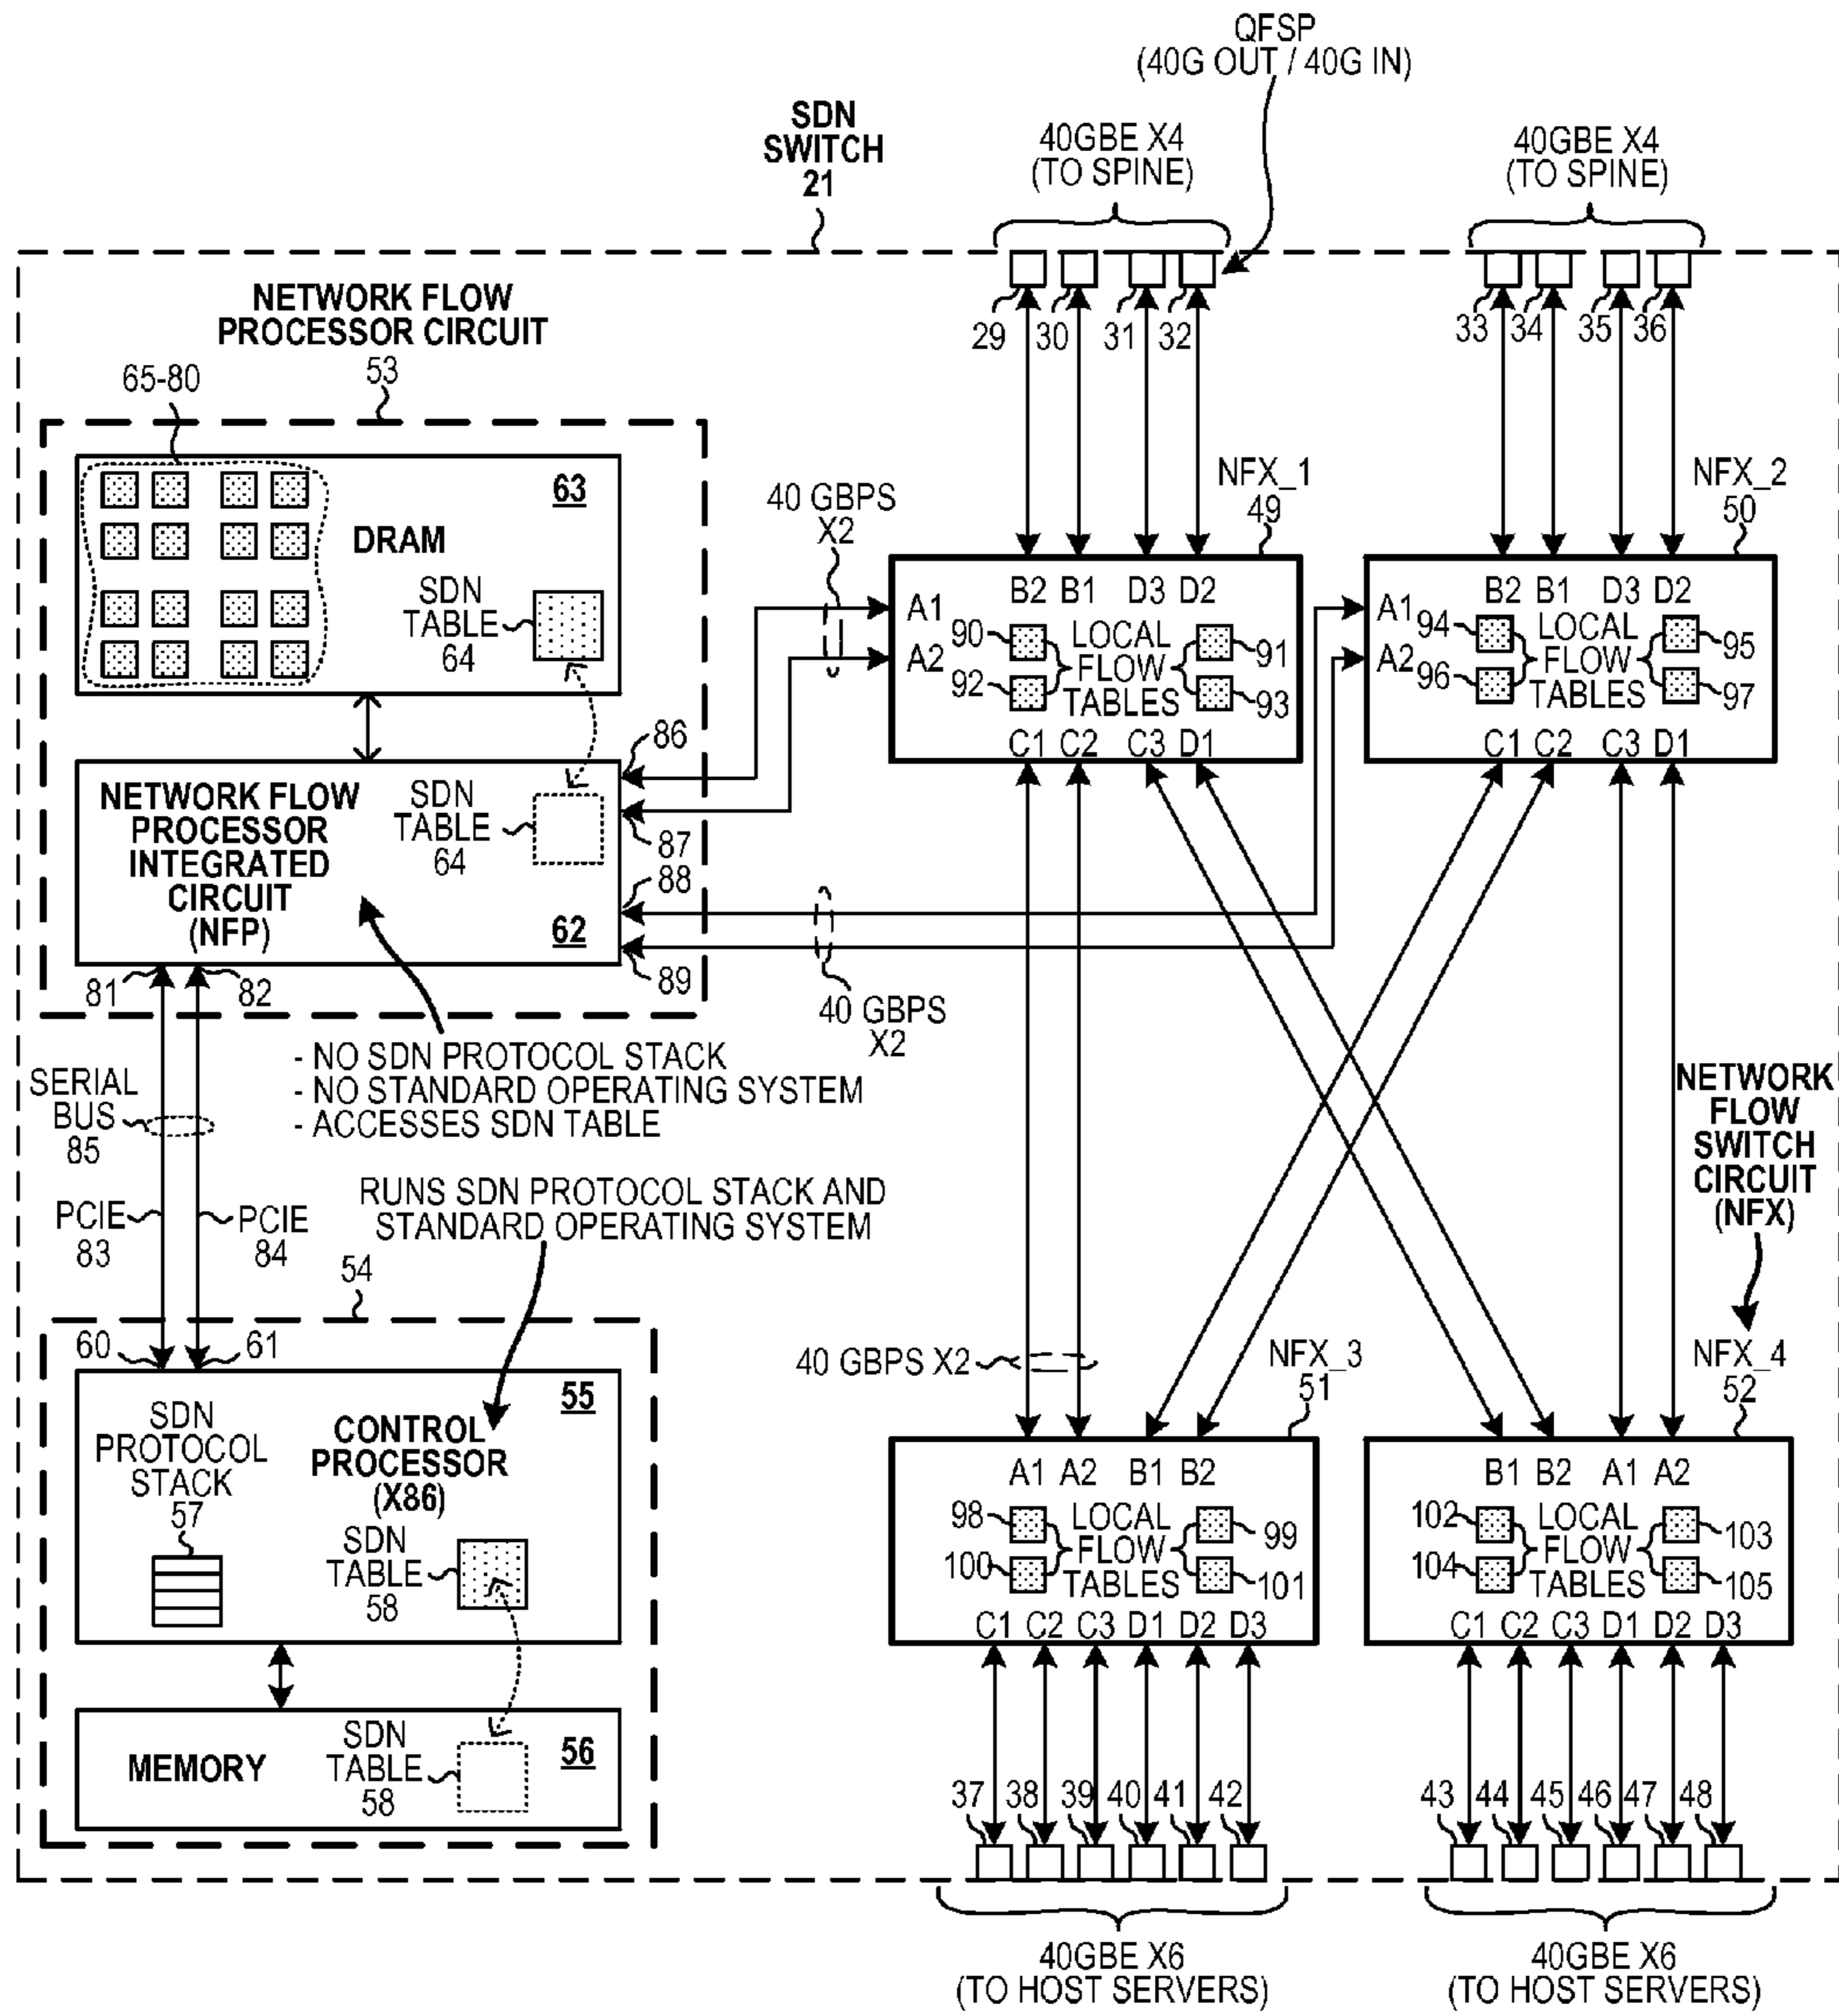 QFSP
(40G OUT / 40G IN)
SDN
SWITCH
21
40GBE X4
(TO SPINE)
40GBE X4
(TO SPINE)
29
30
31
32
33
34
35
36
NETWORK FLOW
PROCESSOR CIRCUIT
53
65-80
63
DRAM
SDN
TABLE
64
NETWORK FLOW
PROCESSOR
INTEGRATED
CIRCUIT
(NFP)
SDN
TABLE
64
62
86
87
88
89
81
82
40 GBPS
X2
40 GBPS
X2
NFX_1
49
B2 B1 D3 D2
A1
A2
90
92
LOCAL
FLOW
TABLES
91
93
C1 C2 C3 D1
NFX_2
50
B2 B1 D3 D2
A1
A2
94
96
LOCAL
FLOW
TABLES
95
97
C1 C2 C3 D1
- NO SDN PROTOCOL STACK
- NO STANDARD OPERATING SYSTEM
- ACCESSES SDN TABLE
SERIAL
BUS
85
PCIE
83
PCIE
84
RUNS SDN PROTOCOL STACK AND
STANDARD OPERATING SYSTEM
54
60
61
55
SDN
PROTOCOL
STACK
57
CONTROL
PROCESSOR
(X86)
SDN
TABLE
58
MEMORY
SDN
TABLE
58
56
NETWORK
FLOW
SWITCH
CIRCUIT
(NFX)
40 GBPS X2
NFX_3
51
A1 A2 B1 B2
98
100
LOCAL
FLOW
TABLES
99
101
C1 C2 C3 D1 D2 D3
NFX_4
52
B1 B2 A1 A2
102
104
LOCAL
FLOW
TABLES
103
105
C1 C2 C3 D1 D2 D3
37
38
39
40
41
42
43
44
45
46
47
48
40GBE X6
(TO HOST SERVERS)
40GBE X6
(TO HOST SERVERS)